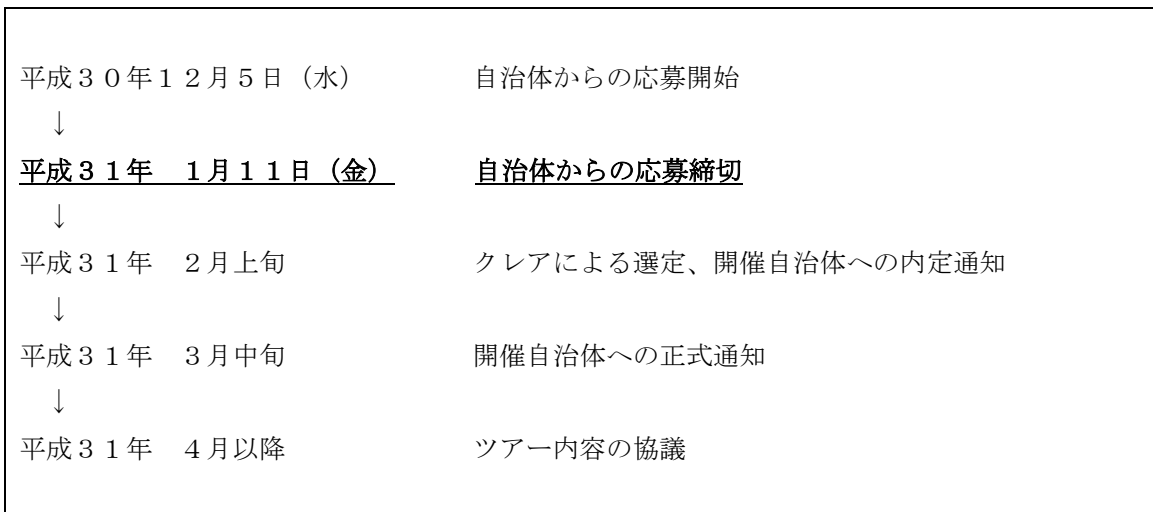 平成３０年１２月５日（水）　自治体からの応募開始
↓
平成３１年　１月１１日（金）　自治体からの応募締切
↓
平成３１年　２月上旬　クレアによる選定、開催自治体への内定通知
↓
平成３１年　３月中旬　開催自治体への正式通知
↓
平成３１年　４月以降　ツアー内容の協議